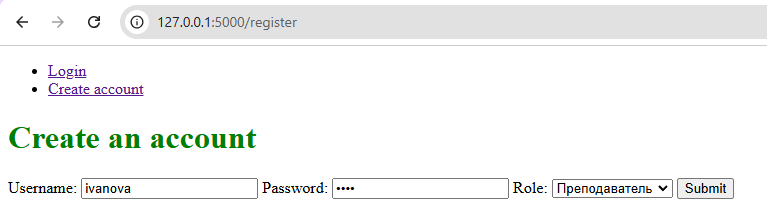 127.0.0.1:5000/register
Login
Create account
Create an account
Username: ivanova Password: •••• Role: Преподаватель Submit